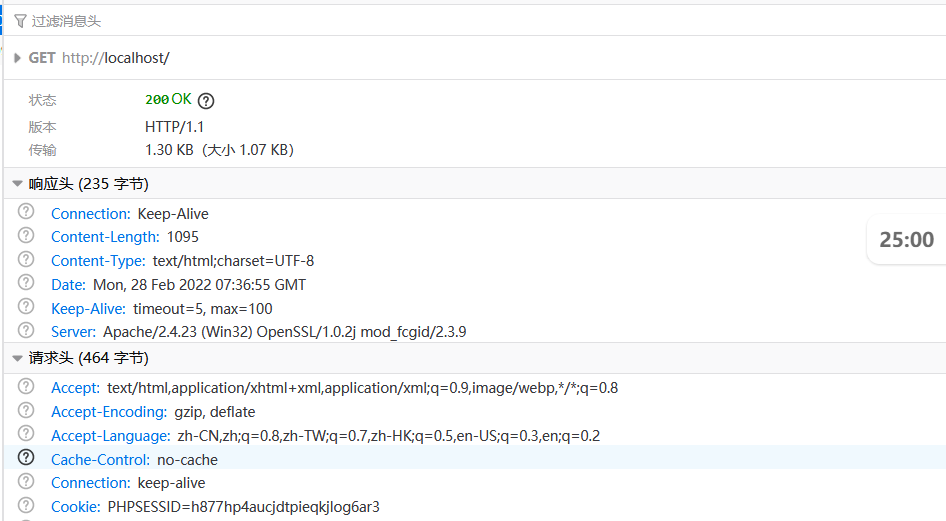 过滤消息头
GET http://localhost/
状态 200 OK
版本 HTTP/1.1
传输 1.30 KB（大小 1.07 KB）
响应头 (235 字节)
Connection: Keep-Alive
Content-Length: 1095
25:00
Content-Type: text/html;charset=UTF-8
Date: Mon, 28 Feb 2022 07:36:55 GMT
Keep-Alive: timeout=5, max=100
Server: Apache/2.4.23 (Win32) OpenSSL/1.0.2j mod_fcgid/2.3.9
请求头 (464 字节)
Accept: text/html,application/xhtml+xml,application/xml;q=0.9,image/webp,*/*;q=0.8
Accept-Encoding: gzip, deflate
Accept-Language: zh-CN,zh;q=0.8,zh-TW;q=0.7,zh-HK;q=0.5,en-US;q=0.3,en;q=0.2
Cache-Control: no-cache
Connection: keep-alive
Cookie: PHPSESSID=h877hp4aucjdtpieqkjlog6ar3